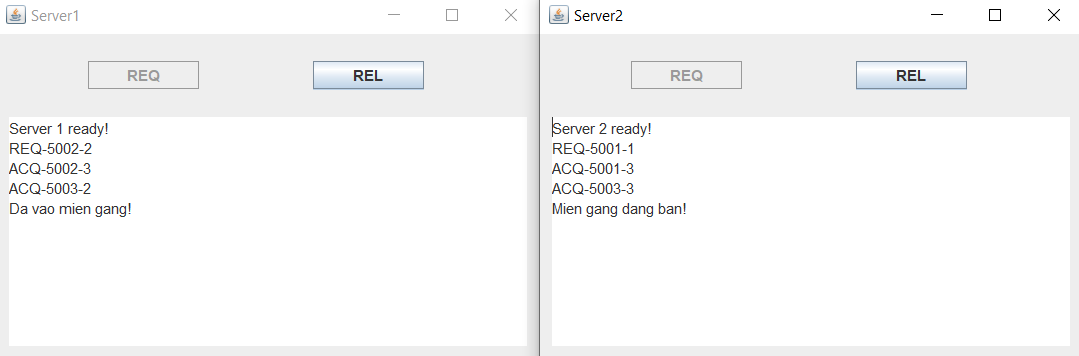 Server1
REQ
REL
Server 1 ready!
REQ-5002-2
ACQ-5002-3
ACQ-5003-2
Da vao mien gang!
Server2
REQ
REL
Server 2 ready!
REQ-5001-1
ACQ-5001-3
ACQ-5003-3
Mien gang dang ban!